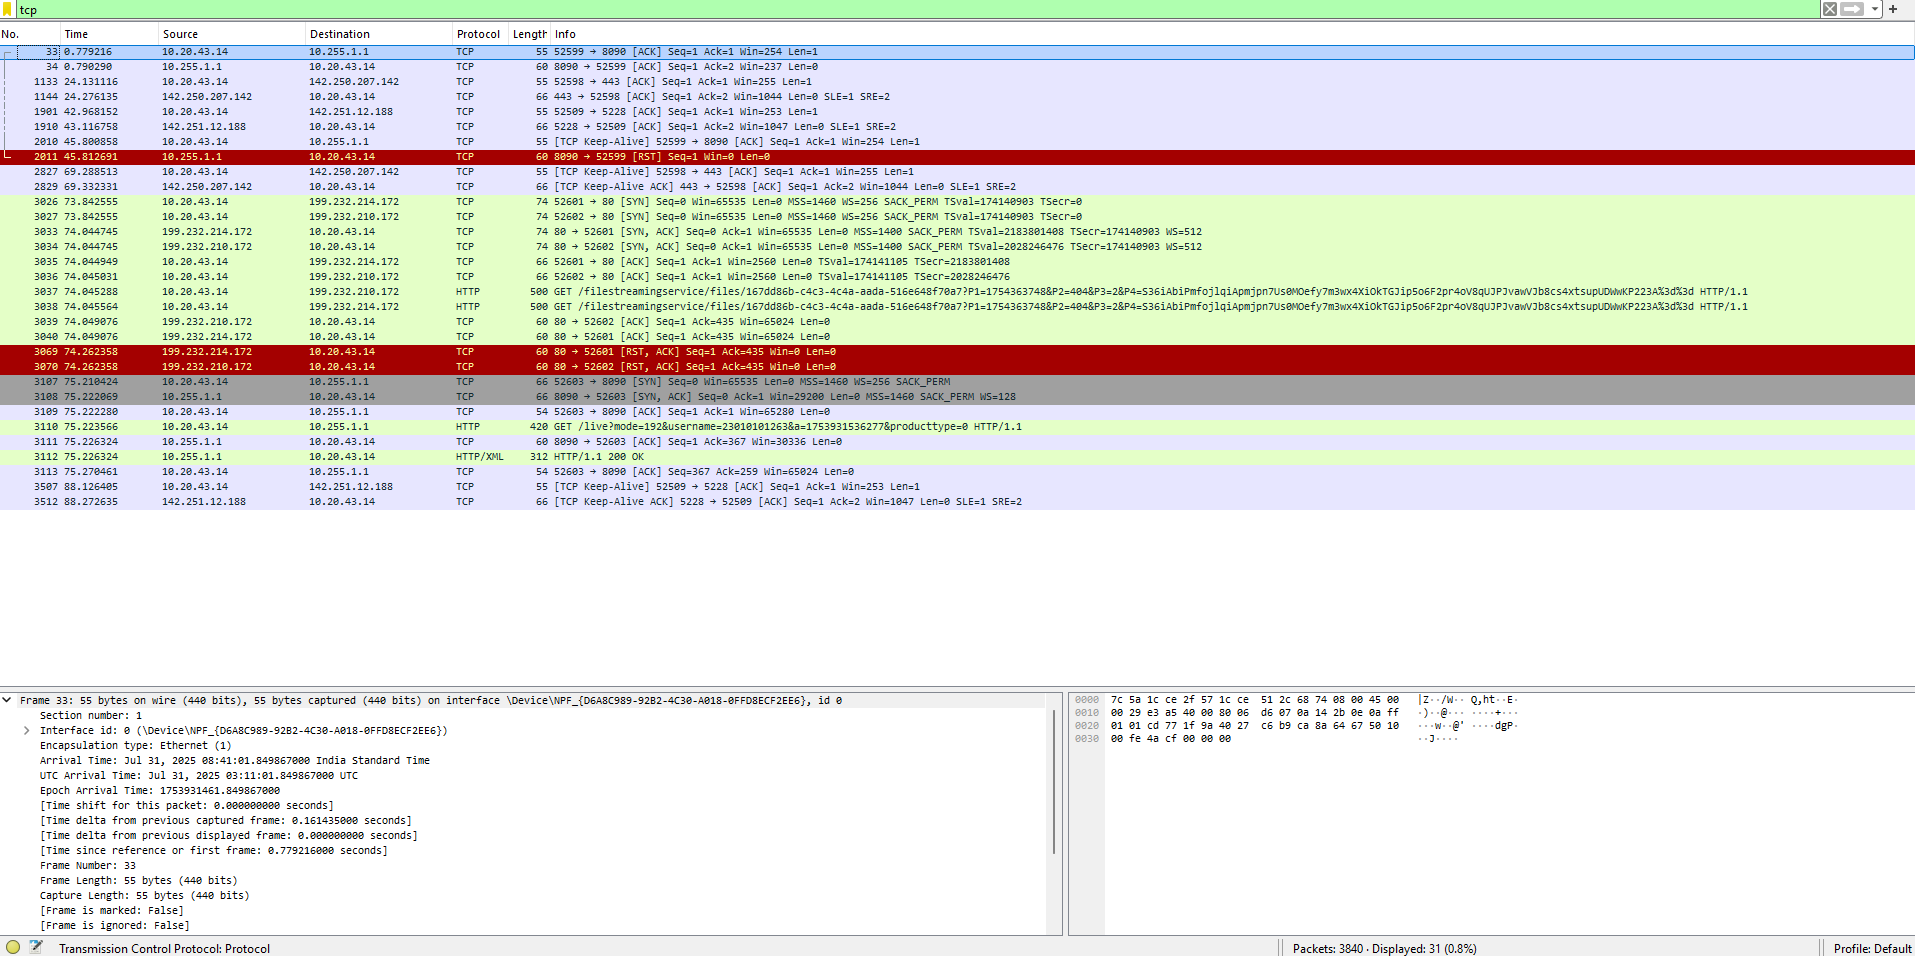 tcp
No. Time Source Destination Protocol Length Info
33 0.779216 10.20.43.14 10.255.1.1 TCP 55 52599 → 8090 [ACK] Seq=1 Ack=1 Win=254 Len=1
34 0.790290 10.255.1.1 10.20.43.14 TCP 60 8090 → 52599 [ACK] Seq=1 Ack=2 Win=237 Len=0
1133 24.131116 10.20.43.14 142.250.207.142 TCP 55 52598 → 443 [ACK] Seq=1 Ack=1 Win=255 Len=1
1144 24.276135 142.250.207.142 10.20.43.14 TCP 66 443 → 52598 [ACK] Seq=1 Ack=2 Win=1044 Len=0 SLE=1 SRE=2
1901 42.968152 10.20.43.14 142.251.12.188 TCP 55 52509 → 5228 [ACK] Seq=1 Ack=1 Win=253 Len=1
1910 43.116758 142.251.12.188 10.20.43.14 TCP 66 5228 → 52509 [ACK] Seq=1 Ack=2 Win=1047 Len=0 SLE=1 SRE=2
2010 45.800858 10.20.43.14 10.255.1.1 TCP 55 [TCP Keep-Alive] 52599 → 8090 [ACK] Seq=1 Ack=1 Win=254 Len=1
2011 45.812691 10.255.1.1 10.20.43.14 TCP 60 8090 → 52599 [RST] Seq=1 Win=0 Len=0
2827 69.288513 10.20.43.14 142.250.207.142 TCP 55 [TCP Keep-Alive] 52598 → 443 [ACK] Seq=1 Ack=1 Win=255 Len=1
2829 69.332331 142.250.207.142 10.20.43.14 TCP 66 [TCP Keep-Alive ACK] 443 → 52598 [ACK] Seq=1 Ack=2 Win=1044 Len=0 SLE=1 SRE=2
3026 73.842555 10.20.43.14 199.232.214.172 TCP 74 52601 → 80 [SYN] Seq=0 Win=65535 Len=0 MSS=1460 WS=256 SACK_PERM TSval=174140903 TSecr=0
3027 73.842555 10.20.43.14 199.232.210.172 TCP 74 52602 → 80 [SYN] Seq=0 Win=65535 Len=0 MSS=1460 WS=256 SACK_PERM TSval=174140903 TSecr=0
3033 74.044745 199.232.214.172 10.20.43.14 TCP 74 80 → 52601 [SYN, ACK] Seq=0 Ack=1 Win=65535 Len=0 MSS=1400 SACK_PERM TSval=2183801408 TSecr=174140903 WS=512
3034 74.044745 199.232.210.172 10.20.43.14 TCP 74 80 → 52602 [SYN, ACK] Seq=0 Ack=1 Win=65535 Len=0 MSS=1400 SACK_PERM TSval=2028246476 TSecr=174140903 WS=512
3035 74.044949 10.20.43.14 199.232.214.172 TCP 66 52601 → 80 [ACK] Seq=1 Ack=1 Win=2560 Len=0 TSval=174141105 TSecr=2183801408
3036 74.045031 10.20.43.14 199.232.210.172 TCP 66 52602 → 80 [ACK] Seq=1 Ack=1 Win=2560 Len=0 TSval=174141105 TSecr=2028246476
3037 74.045288 10.20.43.14 199.232.210.172 HTTP 500 GET /filestreamingservice/files/167dd86b-c4c3-4c4a-aada-516e648f70a7?P1=1754363748&P2=404&P3=2&P4=S36iAbiPmfojlqiApmjpn7Us0MOefy7m3wx4XiOkTGJip5o6F2pr4oV8qUJPJvawVJb8cs4xtsupUDWwKP223A%3d%3d HTTP/1.1
3038 74.045564 10.20.43.14 199.232.214.172 HTTP 500 GET /filestreamingservice/files/167dd86b-c4c3-4c4a-aada-516e648f70a7?P1=1754363748&P2=404&P3=2&P4=S36iAbiPmfojlqiApmjpn7Us0MOefy7m3wx4XiOkTGJip5o6F2pr4oV8qUJPJvawVJb8cs4xtsupUDWwKP223A%3d%3d HTTP/1.1
3039 74.049076 199.232.210.172 10.20.43.14 TCP 60 80 → 52602 [ACK] Seq=1 Ack=435 Win=65024 Len=0
3040 74.049076 199.232.214.172 10.20.43.14 TCP 60 80 → 52601 [ACK] Seq=1 Ack=435 Win=65024 Len=0
3069 74.262358 199.232.214.172 10.20.43.14 TCP 60 80 → 52601 [RST, ACK] Seq=1 Ack=435 Win=0 Len=0
3070 74.262358 199.232.210.172 10.20.43.14 TCP 60 80 → 52602 [RST, ACK] Seq=1 Ack=435 Win=0 Len=0
3107 75.210424 10.20.43.14 10.255.1.1 TCP 66 52603 → 8090 [SYN] Seq=0 Win=65535 Len=0 MSS=1460 WS=256 SACK_PERM
3108 75.222069 10.255.1.1 10.20.43.14 TCP 66 8090 → 52603 [SYN, ACK] Seq=0 Ack=1 Win=29200 Len=0 MSS=1460 SACK_PERM WS=128
3109 75.222280 10.20.43.14 10.255.1.1 TCP 54 52603 → 8090 [ACK] Seq=1 Ack=1 Win=65280 Len=0
3110 75.223566 10.20.43.14 10.255.1.1 HTTP 420 GET /live?mode=192&username=23010101263&a=1753931536277&producttype=0 HTTP/1.1
3111 75.226324 10.255.1.1 10.20.43.14 TCP 60 8090 → 52603 [ACK] Seq=1 Ack=367 Win=30336 Len=0
3112 75.226324 10.255.1.1 10.20.43.14 HTTP/XML 312 HTTP/1.1 200 OK
3113 75.270461 10.20.43.14 10.255.1.1 TCP 54 52603 → 8090 [ACK] Seq=367 Ack=259 Win=65024 Len=0
3507 88.126405 10.20.43.14 142.251.12.188 TCP 55 [TCP Keep-Alive] 52509 → 5228 [ACK] Seq=1 Ack=1 Win=253 Len=1
3512 88.272635 142.251.12.188 10.20.43.14 TCP 66 [TCP Keep-Alive ACK] 5228 → 52509 [ACK] Seq=1 Ack=2 Win=1047 Len=0 SLE=1 SRE=2
Frame 33: 55 bytes on wire (440 bits), 55 bytes captured (440 bits) on interface \Device\NPF_{D6A8C989-92B2-4C30-A018-0FFD8ECF2EE6}, id 0
Section number: 1
Interface id: 0 (\Device\NPF_{D6A8C989-92B2-4C30-A018-0FFD8ECF2EE6})
Encapsulation type: Ethernet (1)
Arrival Time: Jul 31, 2025 08:41:01.849867000 India Standard Time
UTC Arrival Time: Jul 31, 2025 03:11:01.849867000 UTC
Epoch Arrival Time: 1753931461.849867000
[Time shift for this packet: 0.000000000 seconds]
[Time delta from previous captured frame: 0.161435000 seconds]
[Time delta from previous displayed frame: 0.000000000 seconds]
[Time since reference or first frame: 0.779216000 seconds]
Frame Number: 33
Frame Length: 55 bytes (440 bits)
Capture Length: 55 bytes (440 bits)
[Frame is marked: False]
[Frame is ignored: False]
0000 7c 5a 1c ce 2f 57 1c ce 51 2c 68 74 08 00 45 00 |Z··/W·· Q,ht··E·
0010 00 29 e3 a5 40 00 80 06 d6 07 0a 14 2b 0e 0a ff ·)··@··· ····+···
0020 01 01 cd 77 1f 9a 40 27 c6 b9 ca 8a 64 67 50 10 ···w··@' ····dgP·
0030 00 fe 4a cf 00 00 00 ··J····
Transmission Control Protocol: Protocol
Packets: 3840 · Displayed: 31 (0.8%)
Profile: Default